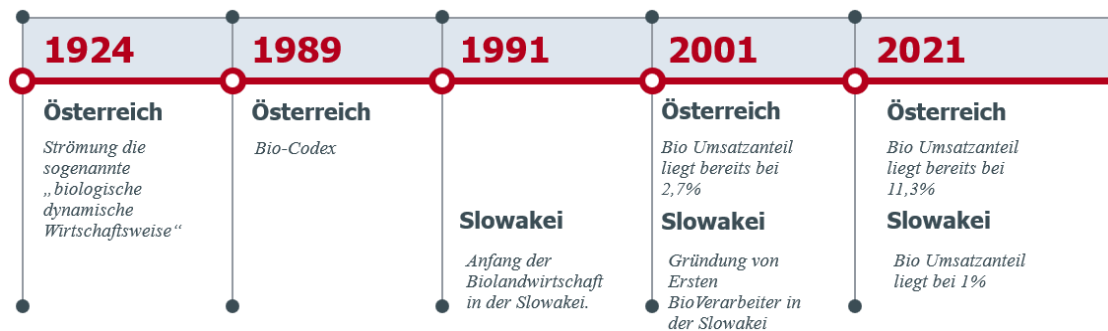 1924
Österreich
Strömung die
sogenannte
„biologische
dynamische
Wirtschaftsweise“
1989
Österreich
Bio-Codex
1991
Slowakei
Anfang der
Biolandwirtschaft
in der Slowakei.
2001
Österreich
Bio Umsatzanteil
liegt bereits bei
2,7%
Slowakei
Gründung von
Ersten
BioVerarbeiter in
der Slowakei
2021
Österreich
Bio Umsatzanteil
liegt bereits bei
11,3%
Slowakei
Bio Umsatzanteil
liegt bei 1%